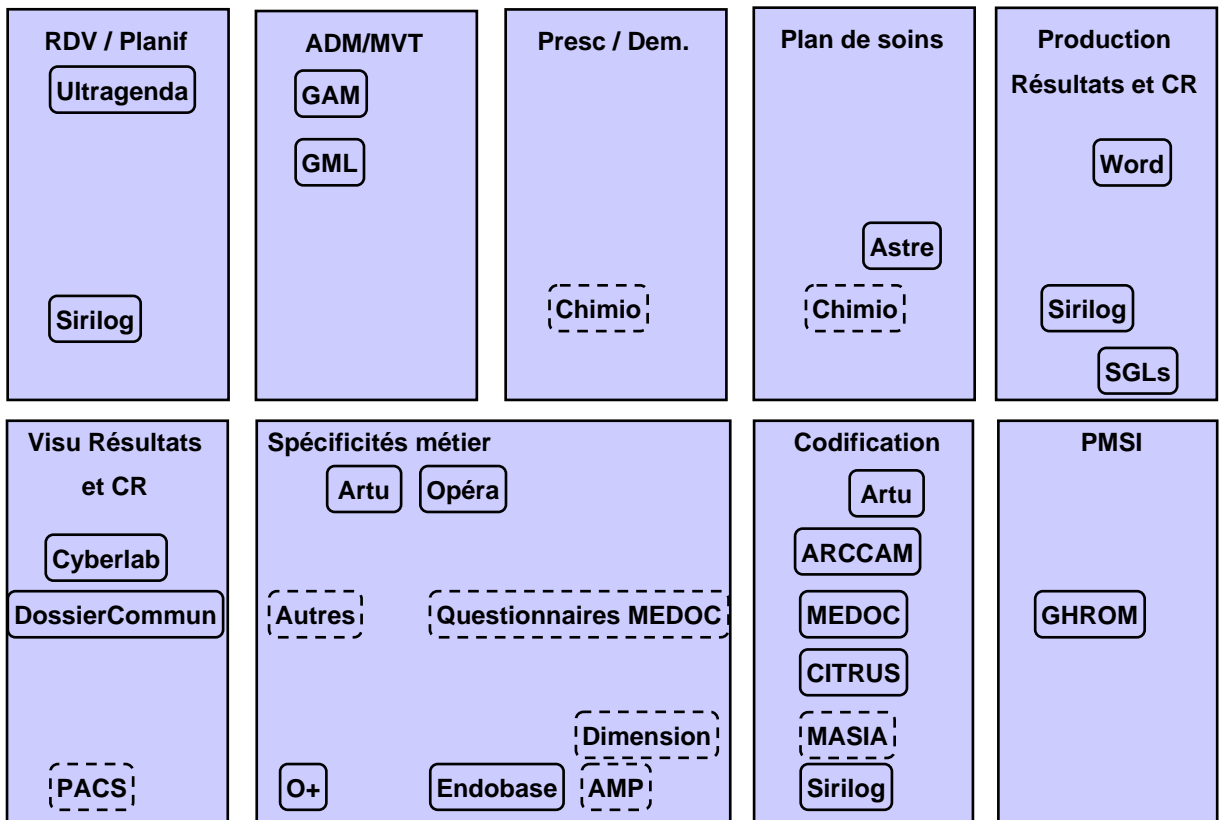 RDV / Planif
Ultragenda
Sirilog
ADM/MVT
GAM
GML
Presc / Dem.
Chimio
Plan de soins
Astre
Chimio
Production
Résultats et CR
Word
Sirilog
SGLs
Visu Résultats
et CR
Cyberlab
DossierCommun
PACS
Spécificités métier
Artu Opéra
Autres Questionnaires MEDOC
Dimension
O+ Endobase AMP
Codification
Artu
ARCCAM
MEDOC
CITRUS
MASIA
Sirilog
PMSI
GHROM